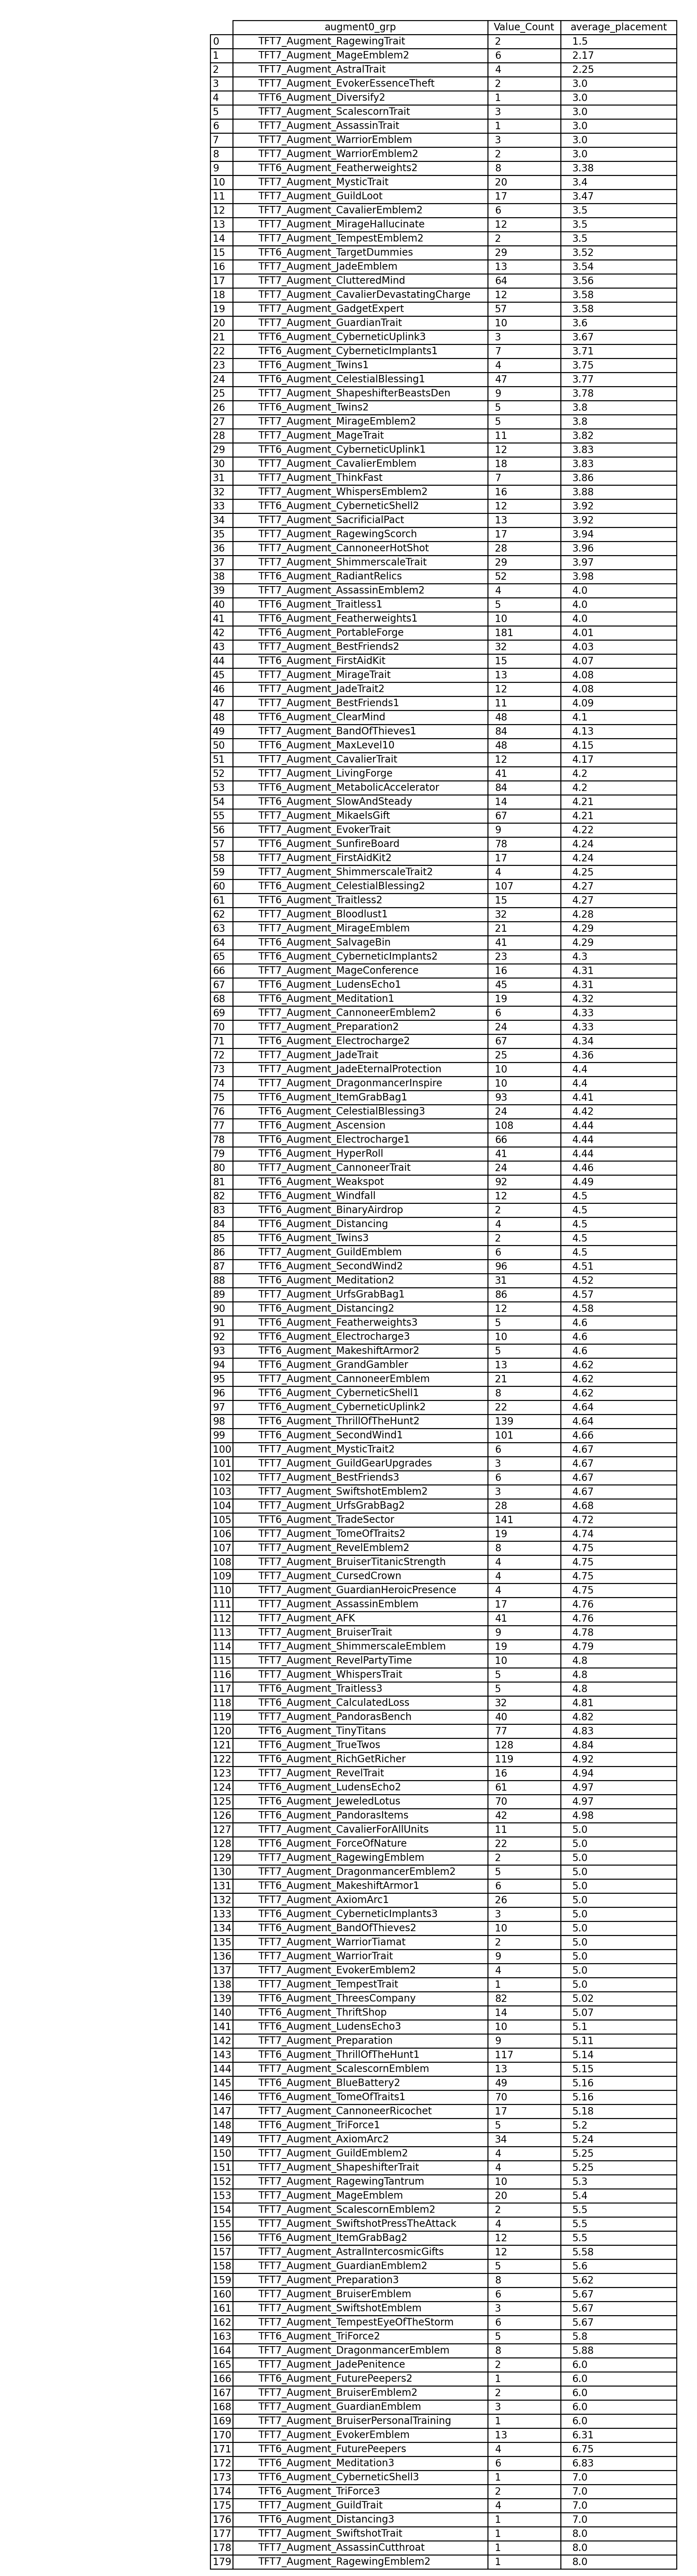 augment0_grp Value_Count average_placement
0 TFT7_Augment_RagewingTrait 2 1.5
1 TFT7_Augment_MageEmblem2 6 2.17
2 TFT7_Augment_AstralTrait 4 2.25
3 TFT7_Augment_EvokerEssenceTheft 2 3.0
4 TFT6_Augment_Diversify2 1 3.0
5 TFT7_Augment_ScalescornTrait 3 3.0
6 TFT7_Augment_AssassinTrait 1 3.0
7 TFT7_Augment_WarriorEmblem 3 3.0
8 TFT7_Augment_WarriorEmblem2 2 3.0
9 TFT6_Augment_Featherweights2 8 3.38
10 TFT7_Augment_MysticTrait 20 3.4
11 TFT7_Augment_GuildLoot 17 3.47
12 TFT7_Augment_CavalierEmblem2 6 3.5
13 TFT7_Augment_MirageHallucinate 12 3.5
14 TFT7_Augment_TempestEmblem2 2 3.5
15 TFT6_Augment_TargetDummies 29 3.52
16 TFT7_Augment_JadeEmblem 13 3.54
17 TFT7_Augment_ClutteredMind 64 3.56
18 TFT7_Augment_CavalierDevastatingCharge 12 3.58
19 TFT7_Augment_GadgetExpert 57 3.58
20 TFT7_Augment_GuardianTrait 10 3.6
21 TFT6_Augment_CyberneticUplink3 3 3.67
22 TFT6_Augment_CyberneticImplants1 7 3.71
23 TFT6_Augment_Twins1 4 3.75
24 TFT6_Augment_CelestialBlessing1 47 3.77
25 TFT7_Augment_ShapeshifterBeastsDen 9 3.78
26 TFT6_Augment_Twins2 5 3.8
27 TFT7_Augment_MirageEmblem2 5 3.8
28 TFT7_Augment_MageTrait 11 3.82
29 TFT6_Augment_CyberneticUplink1 12 3.83
30 TFT7_Augment_CavalierEmblem 18 3.83
31 TFT7_Augment_ThinkFast 7 3.86
32 TFT7_Augment_WhispersEmblem2 16 3.88
33 TFT6_Augment_CyberneticShell2 12 3.92
34 TFT7_Augment_SacrificialPact 13 3.92
35 TFT7_Augment_RagewingScorch 17 3.94
36 TFT7_Augment_CannoneerHotShot 28 3.96
37 TFT7_Augment_ShimmerscaleTrait 29 3.97
38 TFT6_Augment_RadiantRelics 52 3.98
39 TFT7_Augment_AssassinEmblem2 4 4.0
40 TFT6_Augment_Traitless1 5 4.0
41 TFT6_Augment_Featherweights1 10 4.0
42 TFT6_Augment_PortableForge 181 4.01
43 TFT7_Augment_BestFriends2 32 4.03
44 TFT6_Augment_FirstAidKit 15 4.07
45 TFT7_Augment_MirageTrait 13 4.08
46 TFT7_Augment_JadeTrait2 12 4.08
47 TFT7_Augment_BestFriends1 11 4.09
48 TFT6_Augment_ClearMind 48 4.1
49 TFT7_Augment_BandOfThieves1 84 4.13
50 TFT6_Augment_MaxLevel10 48 4.15
51 TFT7_Augment_CavalierTrait 12 4.17
52 TFT7_Augment_LivingForge 41 4.2
53 TFT6_Augment_MetabolicAccelerator 84 4.2
54 TFT6_Augment_SlowAndSteady 14 4.21
55 TFT7_Augment_MikaelsGift 67 4.21
56 TFT7_Augment_EvokerTrait 9 4.22
57 TFT6_Augment_SunfireBoard 78 4.24
58 TFT7_Augment_FirstAidKit2 17 4.24
59 TFT7_Augment_ShimmerscaleTrait2 4 4.25
60 TFT6_Augment_CelestialBlessing2 107 4.27
61 TFT6_Augment_Traitless2 15 4.27
62 TFT7_Augment_Bloodlust1 32 4.28
63 TFT7_Augment_MirageEmblem 21 4.29
64 TFT6_Augment_SalvageBin 41 4.29
65 TFT6_Augment_CyberneticImplants2 23 4.3
66 TFT7_Augment_MageConference 16 4.31
67 TFT6_Augment_LudensEcho1 45 4.31
68 TFT6_Augment_Meditation1 19 4.32
69 TFT7_Augment_CannoneerEmblem2 6 4.33
70 TFT7_Augment_Preparation2 24 4.33
71 TFT6_Augment_Electrocharge2 67 4.34
72 TFT7_Augment_JadeTrait 25 4.36
73 TFT7_Augment_JadeEternalProtection 10 4.4
74 TFT7_Augment_DragonmancerInspire 10 4.4
75 TFT6_Augment_ItemGrabBag1 93 4.41
76 TFT6_Augment_CelestialBlessing3 24 4.42
77 TFT6_Augment_Ascension 108 4.44
78 TFT6_Augment_Electrocharge1 66 4.44
79 TFT6_Augment_HyperRoll 41 4.44
80 TFT7_Augment_CannoneerTrait 24 4.46
81 TFT6_Augment_Weakspot 92 4.49
82 TFT6_Augment_Windfall 12 4.5
83 TFT6_Augment_BinaryAirdrop 2 4.5
84 TFT6_Augment_Distancing 4 4.5
85 TFT6_Augment_Twins3 2 4.5
86 TFT7_Augment_GuildEmblem 6 4.5
87 TFT6_Augment_SecondWind2 96 4.51
88 TFT6_Augment_Meditation2 31 4.52
89 TFT7_Augment_UrfsGrabBag1 86 4.57
90 TFT6_Augment_Distancing2 12 4.58
91 TFT6_Augment_Featherweights3 5 4.6
92 TFT6_Augment_Electrocharge3 10 4.6
93 TFT6_Augment_MakeshiftArmor2 5 4.6
94 TFT6_Augment_GrandGambler 13 4.62
95 TFT7_Augment_CannoneerEmblem 21 4.62
96 TFT6_Augment_CyberneticShell1 8 4.62
97 TFT6_Augment_CyberneticUplink2 22 4.64
98 TFT6_Augment_ThrillOfTheHunt2 139 4.64
99 TFT6_Augment_SecondWind1 101 4.66
100 TFT7_Augment_MysticTrait2 6 4.67
101 TFT7_Augment_GuildGearUpgrades 3 4.67
102 TFT7_Augment_BestFriends3 6 4.67
103 TFT7_Augment_SwiftshotEmblem2 3 4.67
104 TFT7_Augment_UrfsGrabBag2 28 4.68
105 TFT6_Augment_TradeSector 141 4.72
106 TFT7_Augment_TomeOfTraits2 19 4.74
107 TFT7_Augment_RevelEmblem2 8 4.75
108 TFT7_Augment_BruiserTitanicStrength 4 4.75
109 TFT7_Augment_CursedCrown 4 4.75
110 TFT7_Augment_GuardianHeroicPresence 4 4.75
111 TFT7_Augment_AssassinEmblem 17 4.76
112 TFT7_Augment_AFK 41 4.76
113 TFT7_Augment_BruiserTrait 9 4.78
114 TFT7_Augment_ShimmerscaleEmblem 19 4.79
115 TFT7_Augment_RevelPartyTime 10 4.8
116 TFT7_Augment_WhispersTrait 5 4.8
117 TFT6_Augment_Traitless3 5 4.8
118 TFT6_Augment_CalculatedLoss 32 4.81
119 TFT7_Augment_PandorasBench 40 4.82
120 TFT6_Augment_TinyTitans 77 4.83
121 TFT6_Augment_TrueTwos 128 4.84
122 TFT6_Augment_RichGetRicher 119 4.92
123 TFT7_Augment_RevelTrait 16 4.94
124 TFT6_Augment_LudensEcho2 61 4.97
125 TFT6_Augment_JeweledLotus 70 4.97
126 TFT6_Augment_PandorasItems 42 4.98
127 TFT7_Augment_CavalierForAllUnits 11 5.0
128 TFT6_Augment_ForceOfNature 22 5.0
129 TFT7_Augment_RagewingEmblem 2 5.0
130 TFT7_Augment_DragonmancerEmblem2 5 5.0
131 TFT6_Augment_MakeshiftArmor1 6 5.0
132 TFT7_Augment_AxiomArc1 26 5.0
133 TFT6_Augment_CyberneticImplants3 3 5.0
134 TFT7_Augment_BandOfThieves2 10 5.0
135 TFT7_Augment_WarriorTiamat 2 5.0
136 TFT7_Augment_WarriorTrait 9 5.0
137 TFT7_Augment_EvokerEmblem2 4 5.0
138 TFT7_Augment_TempestTrait 1 5.0
139 TFT6_Augment_ThreesCompany 82 5.02
140 TFT6_Augment_ThriftShop 14 5.07
141 TFT6_Augment_LudensEcho3 10 5.1
142 TFT7_Augment_Preparation 9 5.11
143 TFT6_Augment_ThrillOfTheHunt1 117 5.14
144 TFT7_Augment_ScalescornEmblem 13 5.15
145 TFT6_Augment_BlueBattery2 49 5.16
146 TFT6_Augment_TomeOfTraits1 70 5.16
147 TFT7_Augment_CannoneerRicochet 17 5.18
148 TFT6_Augment_TriForce1 5 5.2
149 TFT7_Augment_AxiomArc2 34 5.24
150 TFT7_Augment_GuildEmblem2 4 5.25
151 TFT7_Augment_ShapeshifterTrait 4 5.25
152 TFT7_Augment_RagewingTantrum 10 5.3
153 TFT7_Augment_MageEmblem 20 5.4
154 TFT7_Augment_ScalescornEmblem2 2 5.5
155 TFT7_Augment_SwiftshotPressTheAttack 4 5.5
156 TFT6_Augment_ItemGrabBag2 12 5.5
157 TFT7_Augment_AstralIntercosmicGifts 12 5.58
158 TFT7_Augment_GuardianEmblem2 5 5.6
159 TFT7_Augment_Preparation3 8 5.62
160 TFT7_Augment_BruiserEmblem 6 5.67
161 TFT7_Augment_SwiftshotEmblem 3 5.67
162 TFT7_Augment_TempestEyeOfTheStorm 6 5.67
163 TFT6_Augment_TriForce2 5 5.8
164 TFT7_Augment_DragonmancerEmblem 8 5.88
165 TFT7_Augment_JadePenitence 2 6.0
166 TFT6_Augment_FuturePeepers2 1 6.0
167 TFT7_Augment_BruiserEmblem2 2 6.0
168 TFT7_Augment_GuardianEmblem 3 6.0
169 TFT7_Augment_BruiserPersonalTraining 1 6.0
170 TFT7_Augment_EvokerEmblem 13 6.31
171 TFT6_Augment_FuturePeepers 4 6.75
172 TFT6_Augment_Meditation3 6 6.83
173 TFT6_Augment_CyberneticShell3 1 7.0
174 TFT6_Augment_TriForce3 2 7.0
175 TFT7_Augment_GuildTrait 4 7.0
176 TFT6_Augment_Distancing3 1 7.0
177 TFT7_Augment_SwiftshotTrait 1 8.0
178 TFT7_Augment_AssassinCutthroat 1 8.0
179 TFT7_Augment_RagewingEmblem2 1 8.0